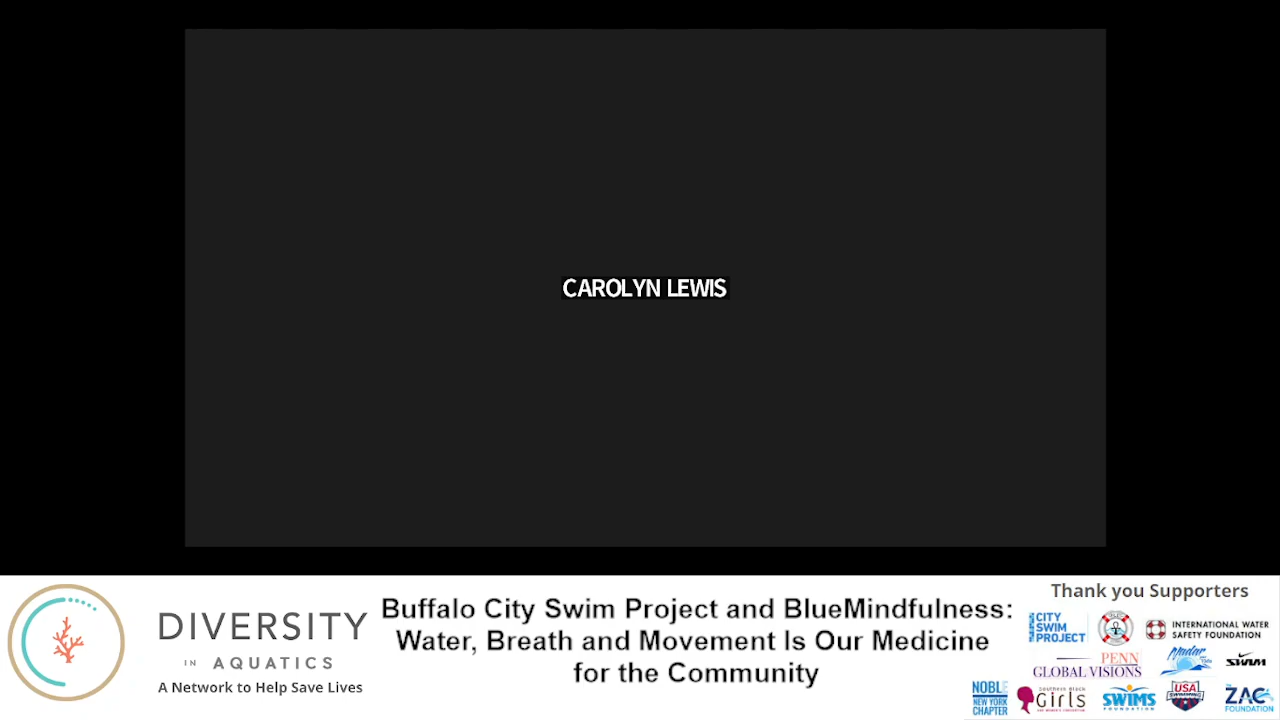 CAROLYN LEWIS
DIVERSITY
IN AQUATICS
A Network to Help Save Lives
Buffalo City Swim Project and BlueMindfulness:
Water, Breath and Movement Is Our Medicine
for the Community
Thank you Supporters
CITY
SWIM
PROJECT
INTERNATIONAL WATER
SAFETY FOUNDATION
PENN
GLOBAL VISIONS
SWIM
NOBLE
NEW YORK
CHAPTER
Southern Black
Girls
SWIMS
FOUNDATION
USA
SWIMMING
ZAC
FOUNDATION